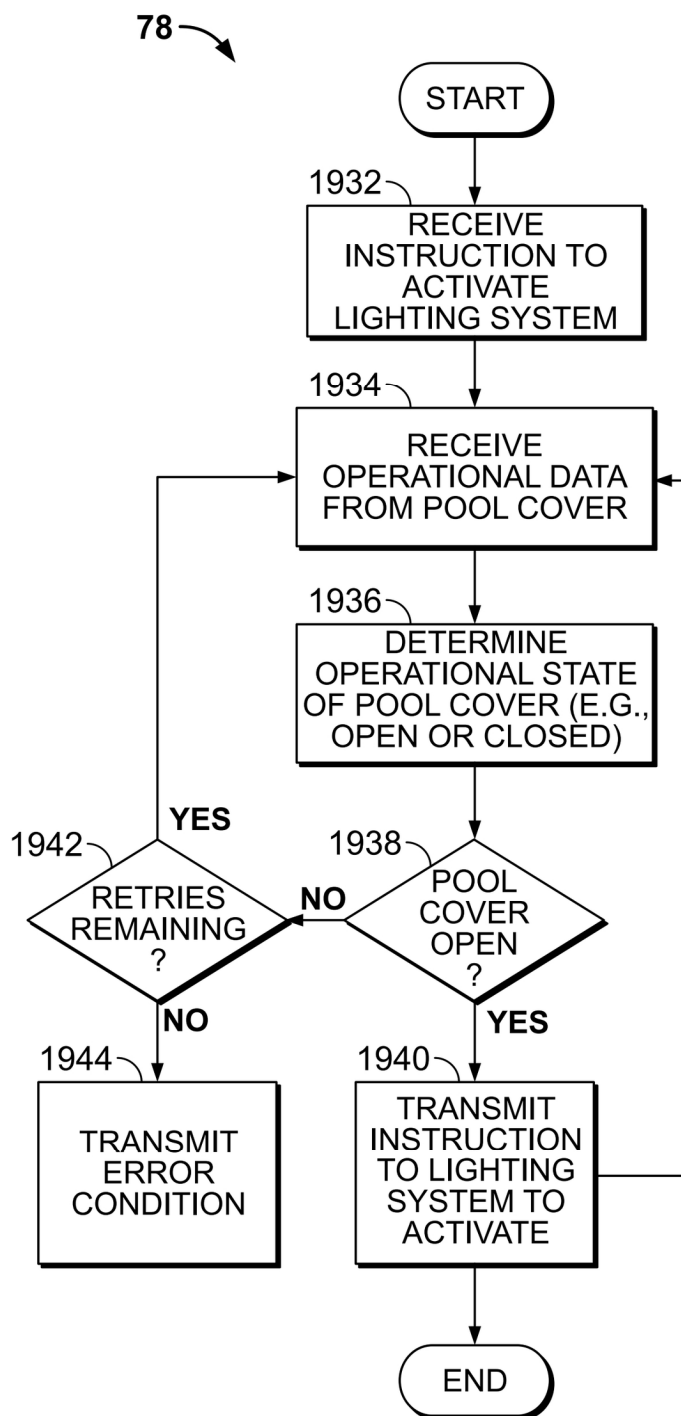 78
START
1932
RECEIVE
INSTRUCTION TO
ACTIVATE
LIGHTING SYSTEM
1934
RECEIVE
OPERATIONAL DATA
FROM POOL COVER
1936
DETERMINE
OPERATIONAL STATE
OF POOL COVER (E.G.,
OPEN OR CLOSED)
YES
1942
RETRIES
REMAINING
?
NO
1938
POOL
COVER
OPEN
?
NO
YES
1944
TRANSMIT
ERROR
CONDITION
1940
TRANSMIT
INSTRUCTION
TO LIGHTING
SYSTEM TO
ACTIVATE
END